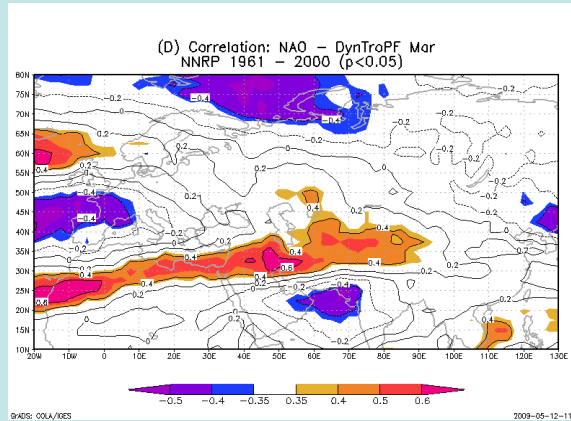 (D) Correlation: NAO – DynTroPF Mar
NNRP 1961 – 2000 (p<0.05)
80N
75N
70N
65N
60N
55N
50N
45N
40N
35N
30N
25N
20N
15N
10N
20W 10W 0 10E 20E 30E 40E 50E 60E 70E 80E 90E 100E 110E 120E 130E
-0.5 -0.4 -0.35 0.35 0.4 0.5 0.6
GrADS: COLA/IGES 2009-05-12-11